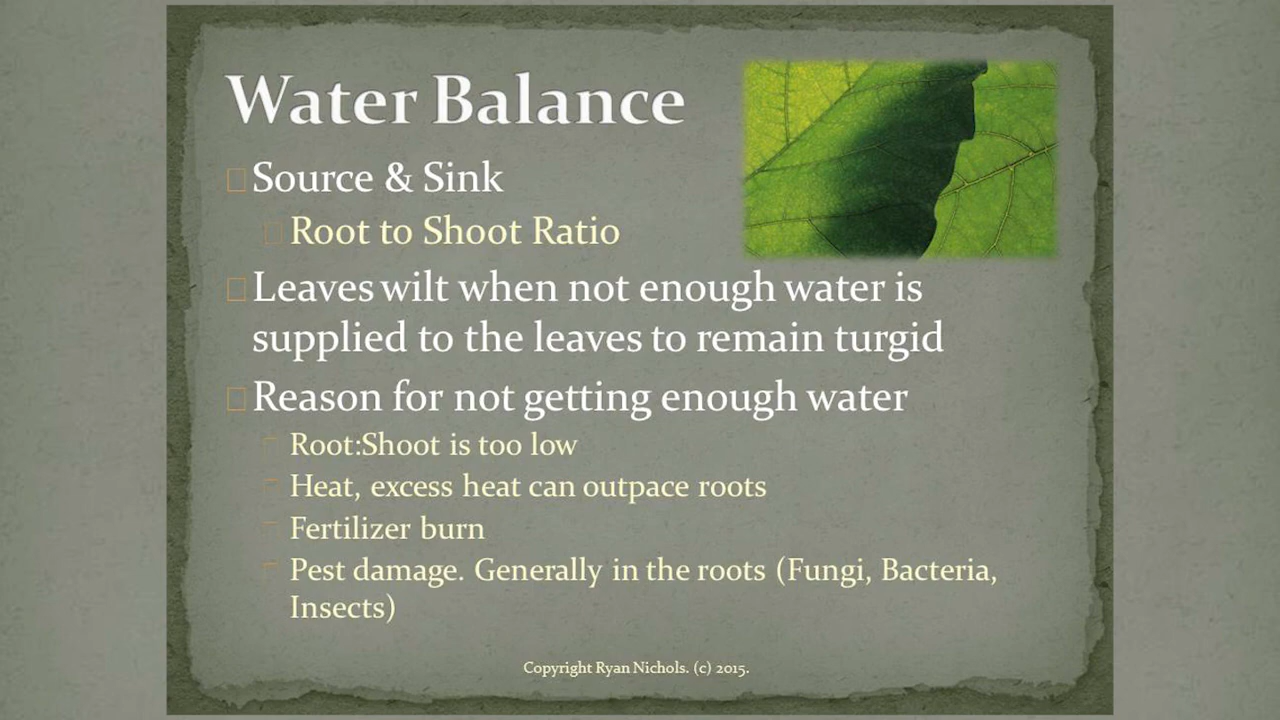 Water Balance
Source & Sink
Root to Shoot Ratio
Leaves wilt when not enough water is
supplied to the leaves to remain turgid
Reason for not getting enough water
Root:Shoot is too low
Heat, excess heat can outpace roots
Fertilizer burn
Pest damage. Generally in the roots (Fungi, Bacteria,
Insects)
Copyright Ryan Nichols. (c) 2015.